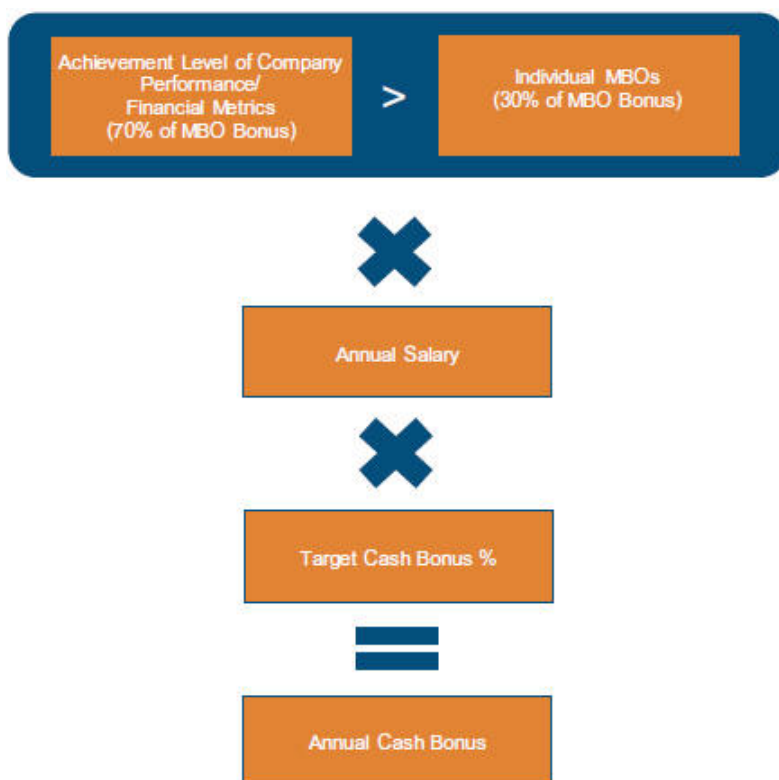 Achievement Level of Company
Performance/
Financial Metrics
(70% of MBO Bonus)
>
Individual MBOs
(30% of MBO Bonus)
Annual Salary
Target Cash Bonus %
Annual Cash Bonus